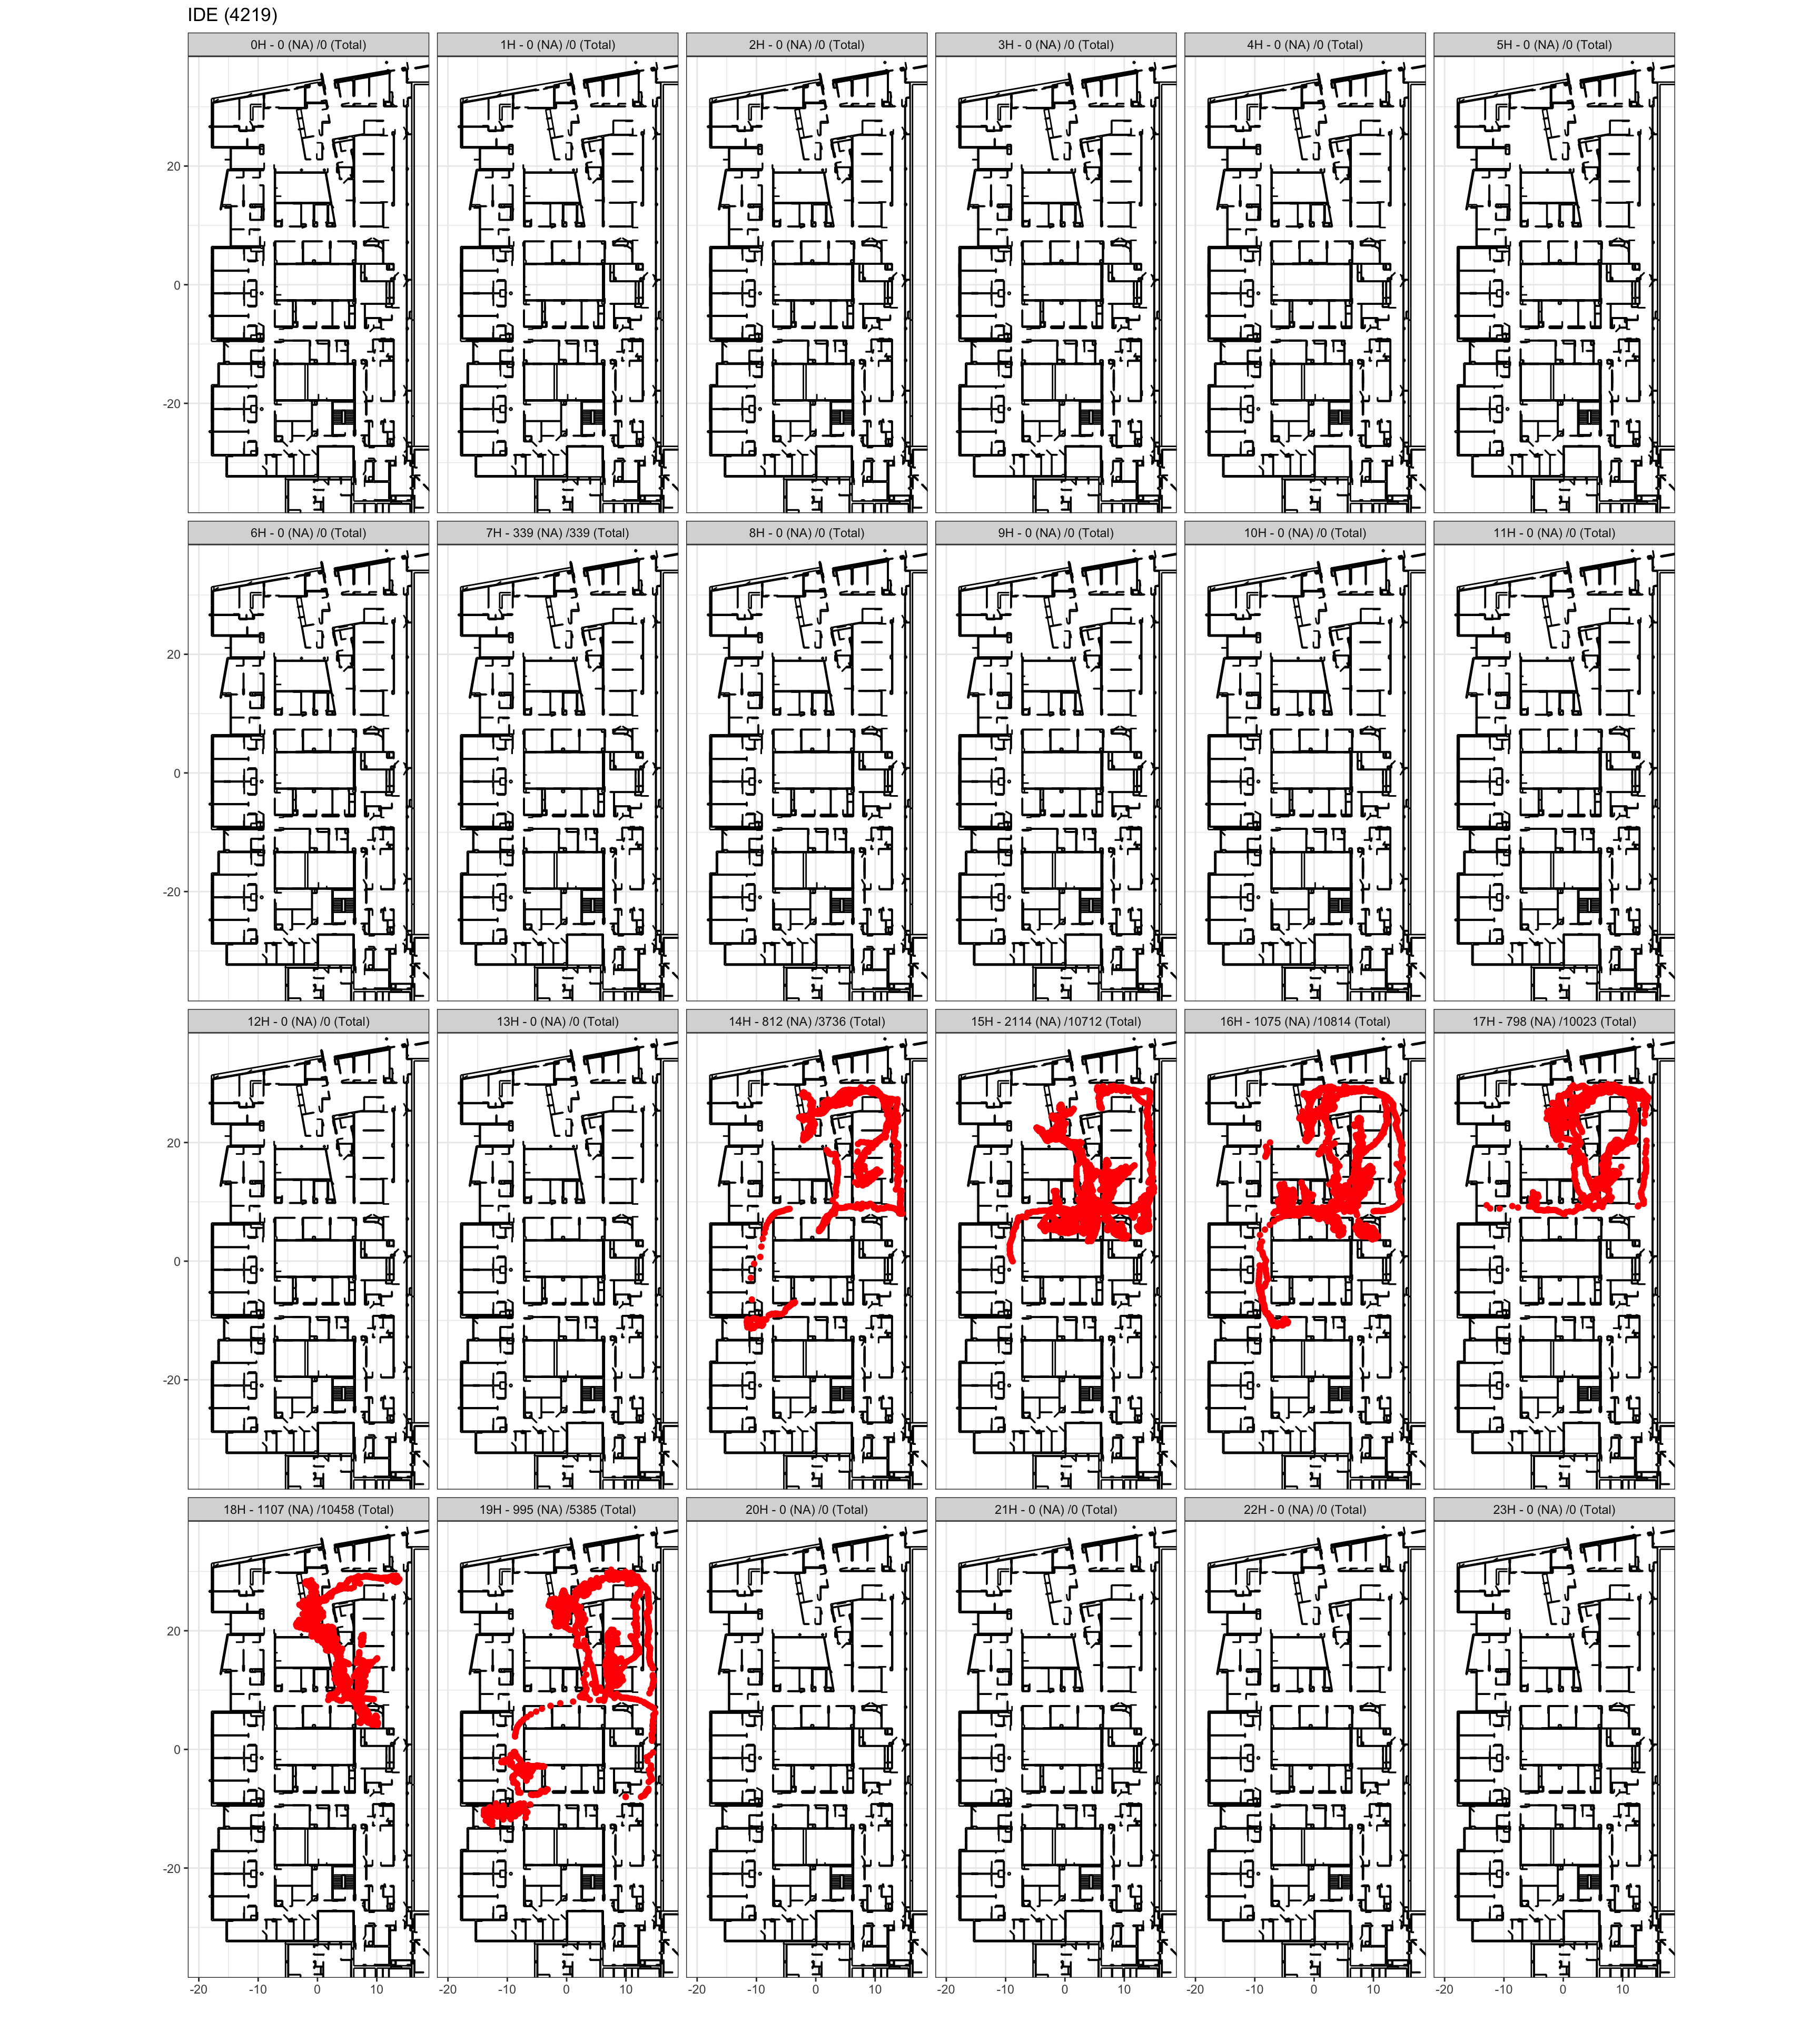 IDE (4219)
0H - 0 (NA) /0 (Total) 1H - 0 (NA) /0 (Total) 2H - 0 (NA) /0 (Total) 3H - 0 (NA) /0 (Total) 4H - 0 (NA) /0 (Total) 5H - 0 (NA) /0 (Total)
20
0
-20
6H - 0 (NA) /0 (Total) 7H - 339 (NA) /339 (Total) 8H - 0 (NA) /0 (Total) 9H - 0 (NA) /0 (Total) 10H - 0 (NA) /0 (Total) 11H - 0 (NA) /0 (Total)
20
0
-20
12H - 0 (NA) /0 (Total) 13H - 0 (NA) /0 (Total) 14H - 812 (NA) /3736 (Total) 15H - 2114 (NA) /10712 (Total) 16H - 1075 (NA) /10814 (Total) 17H - 798 (NA) /10023 (Total)
20
0
-20
18H - 1107 (NA) /10458 (Total) 19H - 995 (NA) /5385 (Total) 20H - 0 (NA) /0 (Total) 21H - 0 (NA) /0 (Total) 22H - 0 (NA) /0 (Total) 23H - 0 (NA) /0 (Total)
20
0
-20
-20 -10 0 10 -20 -10 0 10 -20 -10 0 10 -20 -10 0 10 -20 -10 0 10 -20 -10 0 10